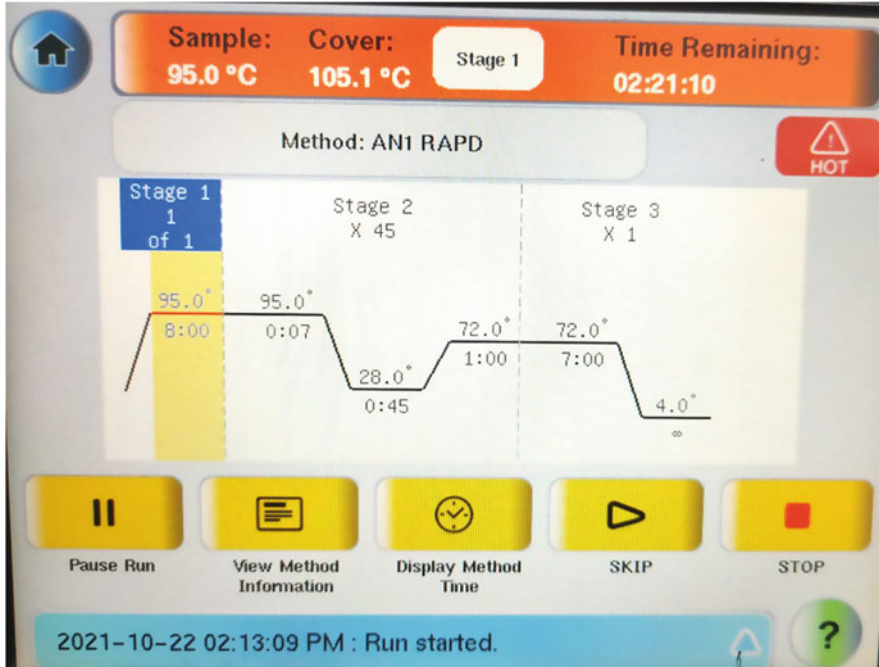 Sample: Cover: Stage 1 Time Remaining:
95.0 °C 105.1 °C 02:21:10
Method: AN1 RAPD
HOT
Stage 1
1
of 1
Stage 2
X 45
Stage 3
X 1
95.0° 95.0° 72.0° 72.0°
8:00 0:07 1:00 7:00
28.0° 4.0°
0:45 ∞
Pause Run
View Method
Information
Display Method
Time
SKIP
STOP
2021-10-22 02:13:09 PM : Run started.
?